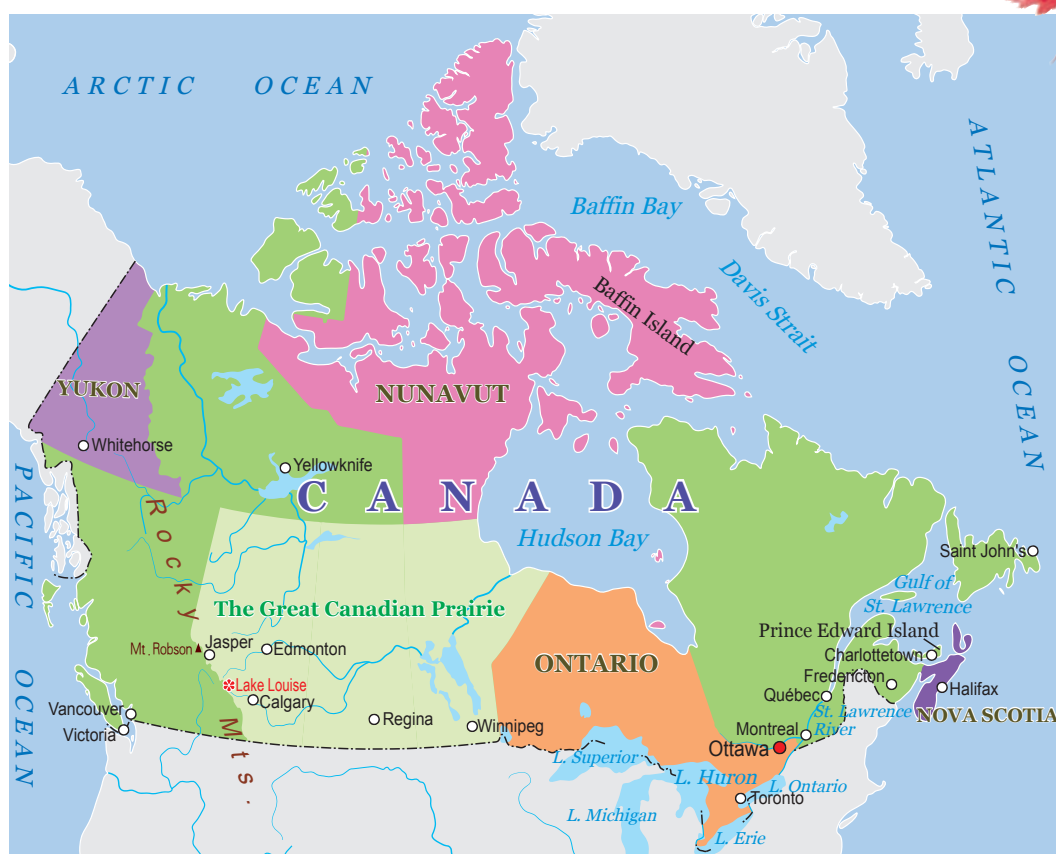 ARCTIC OCEAN
ATLANTIC OCEAN
Baffin Bay
Davis Strait
Baffin Island
YUKON
NUNAVUT
Whitehorse
Yellowknife
CANADA
PACIFIC OCEAN
Rocky Mts.
Hudson Bay
Saint John's
Gulf of
St. Lawrence
The Great Canadian Prairie
Prince Edward Island
Mt. Robson
Jasper
Edmonton
ONTARIO
Charlottetown
Fredericton
Lake Louise
Calgary
Québec
Halifax
Vancouver
Victoria
Regina
Winnipeg
St. Lawrence
River
NOVA SCOTIA
Montreal
Ottawa
L. Superior
L. Huron
L. Ontario
Toronto
L. Michigan
L. Erie